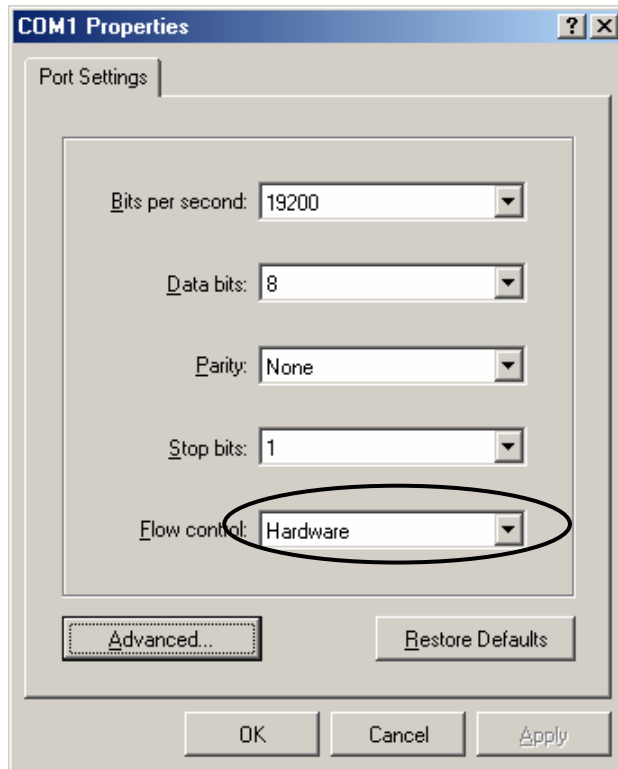 COM1 Properties
Port Settings
Bits per second: 19200
Data bits: 8
Parity: None
Stop bits: 1
Flow control: Hardware
Advanced...
Restore Defaults
OK
Cancel
Apply